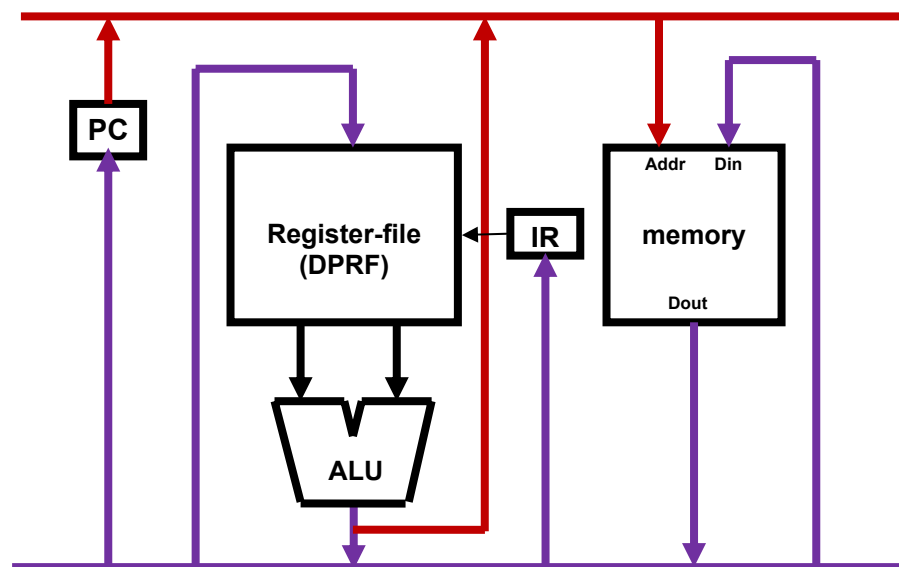 PC
Addr Din
Register-file
(DPRF)
IR
memory
Dout
ALU